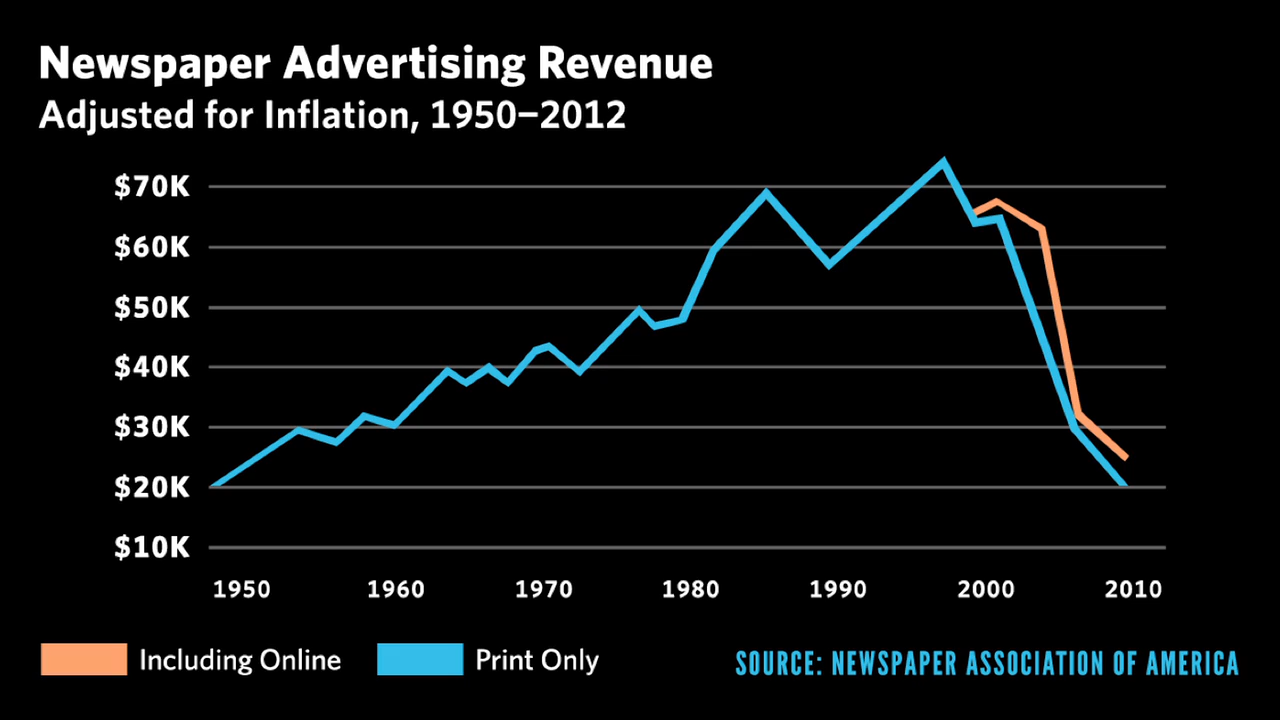 Newspaper Advertising Revenue
Adjusted for Inflation, 1950–2012
$70K
$60K
$50K
$40K
$30K
$20K
$10K
1950 1960 1970 1980 1990 2000 2010
Including Online Print Only SOURCE: NEWSPAPER ASSOCIATION OF AMERICA